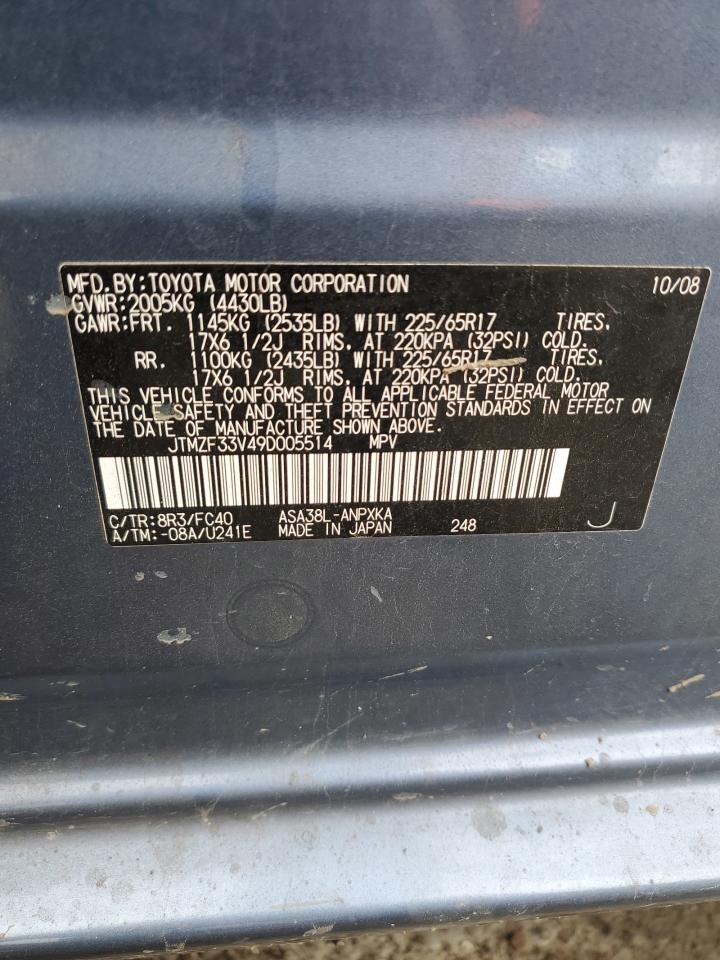 MFD.BY:TOYOTA MOTOR CORPORATION 10/08
GVWR:2005KG (4430LB)
GAWR:FRT. 1145KG (2535LB) WITH 225/65R17 TIRES.
17X6 1/2J RIMS. AT 220KPA (32PSI) COLD.
RR. 1100KG (2435LB) WITH 225/65R17 TIRES.
17X6 1/2J RIMS. AT 220KPA (32PSI) COLD.
THIS VEHICLE CONFORMS TO ALL APPLICABLE FEDERAL MOTOR
VEHICLE SAFETY AND THEFT PREVENTION STANDARDS IN EFFECT ON
THE DATE OF MANUFACTURE SHOWN ABOVE.
JTMZF33V49D005514 MPV
C/TR:8R3/FC40 ASA38L-ANPXKA
A/TM:-08A/U241E MADE IN JAPAN 248 J